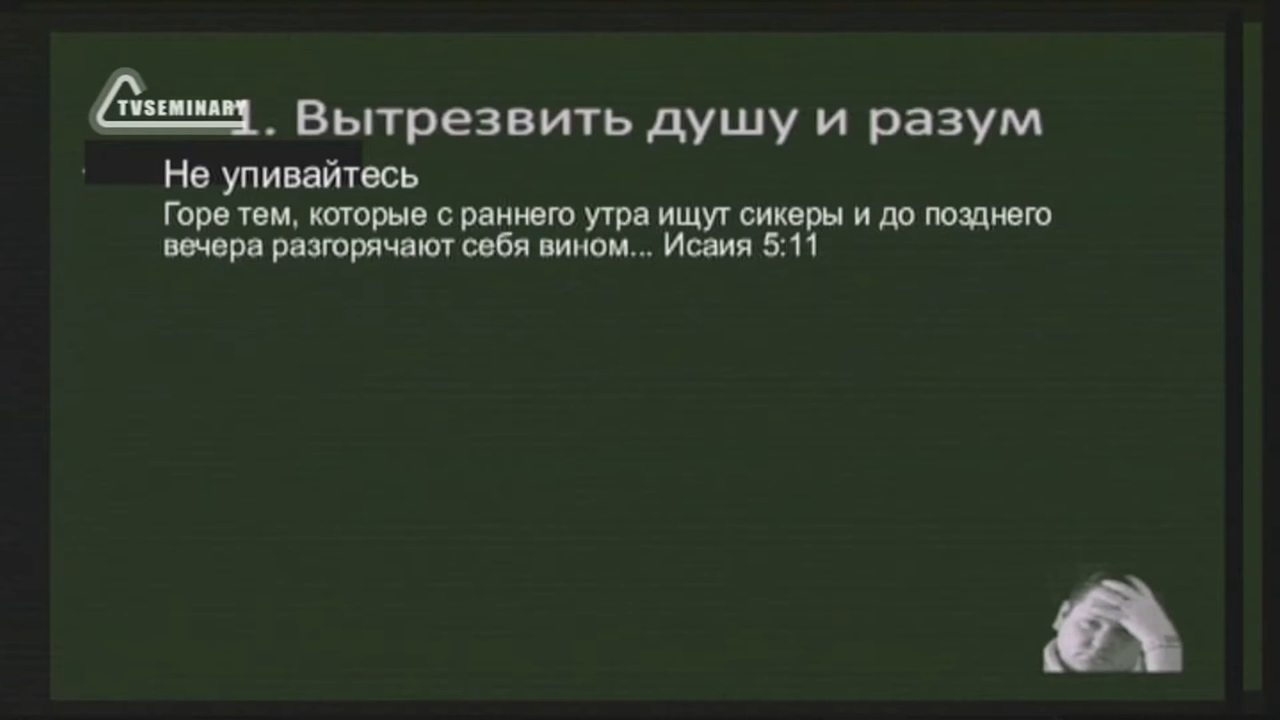 TVSEMINARY
1. Вытрезвить душу и разум
Не упивайтесь
Горе тем, которые с раннего утра ищут сикеры и до позднего
вечера разгорячают себя вином... Исаия 5:11